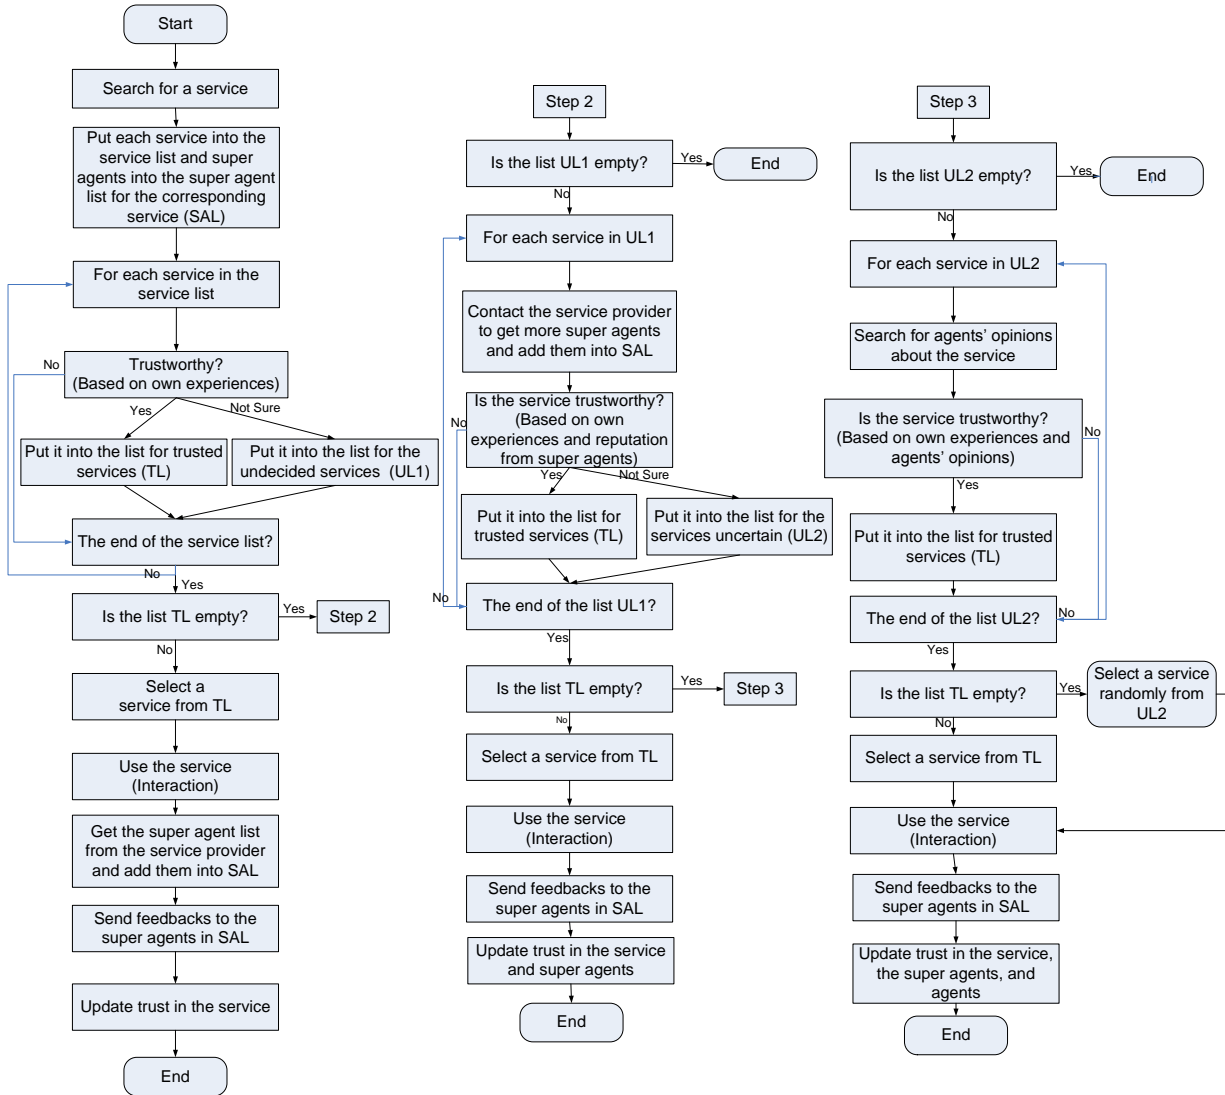 Start
Search for a service
Put each service into the
service list and super
agents into the super agent
list for the corresponding
service (SAL)
For each service in the
service list
No
Trustworthy?
(Based on own experiences)
Yes
Not Sure
Put it into the list for trusted
services (TL)
Put it into the list for the
undecided services (UL1)
The end of the service list?
No
Yes
Is the list TL empty?
Yes
Step 2
No
Select a
service from TL
Use the service
(Interaction)
Get the super agent list
from the service provider
and add them into SAL
Send feedbacks to the
super agents in SAL
Update trust in the service
End
Step 2
Is the list UL1 empty?
Yes
End
No
For each service in UL1
Contact the service provider
to get more super agents
and add them into SAL
No
Is the service trustworthy?
(Based on own
experiences and reputation
from super agents)
Yes
Not Sure
Put it into the list for
trusted services (TL)
Put it into the list for the
services uncertain (UL2)
No
The end of the list UL1?
Yes
Is the list TL empty?
Yes
Step 3
No
Select a service from TL
Use the service
(Interaction)
Send feedbacks to the
super agents in SAL
Update trust in the service
and super agents
End
Step 3
Is the list UL2 empty?
Yes
End
No
For each service in UL2
Search for agents’ opinions
about the service
Is the service trustworthy?
(Based on own experiences and
agents’ opinions)
No
Yes
Put it into the list for trusted
services (TL)
The end of the list UL2?
No
Yes
Is the list TL empty?
Yes
Select a service
randomly from
UL2
No
Select a service from TL
Use the service
(Interaction)
Send feedbacks to the
super agents in SAL
Update trust in the service,
the super agents, and
agents
End